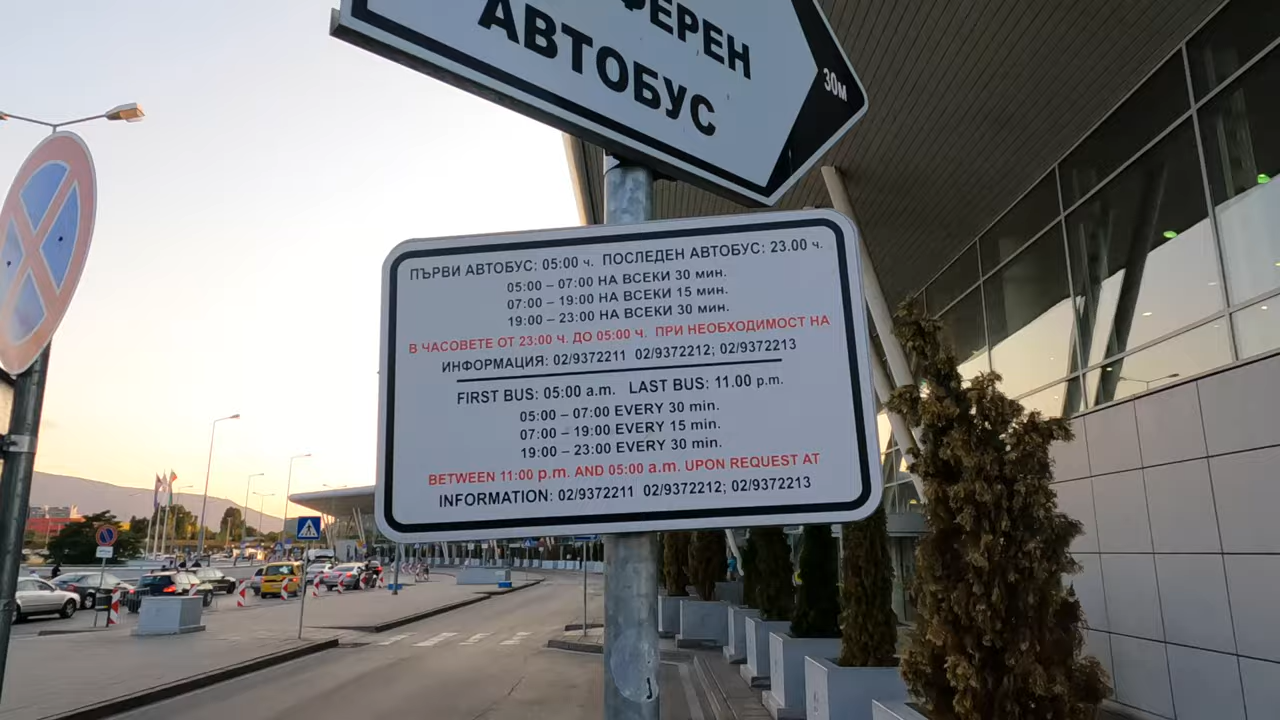 АВТОБУС
30м
ПЪРВИ АВТОБУС: 05:00 ч. ПОСЛЕДЕН АВТОБУС: 23.00 ч.
05:00 – 07:00 НА ВСЕКИ 30 мин.
07:00 – 19:00 НА ВСЕКИ 15 мин.
19:00 – 23:00 НА ВСЕКИ 30 мин.
В ЧАСОВЕТЕ ОТ 23:00 Ч. ДО 05:00 Ч. ПРИ НЕОБХОДИМОСТ НА
ИНФОРМАЦИЯ: 02/9372211 02/9372212; 02/9372213
FIRST BUS: 05:00 a.m. LAST BUS: 11.00 p.m.
05:00 – 07:00 EVERY 30 min.
07:00 – 19:00 EVERY 15 min.
19:00 – 23:00 EVERY 30 min.
BETWEEN 11:00 p.m. AND 05:00 a.m. UPON REQUEST AT
INFORMATION: 02/9372211 02/9372212; 02/9372213